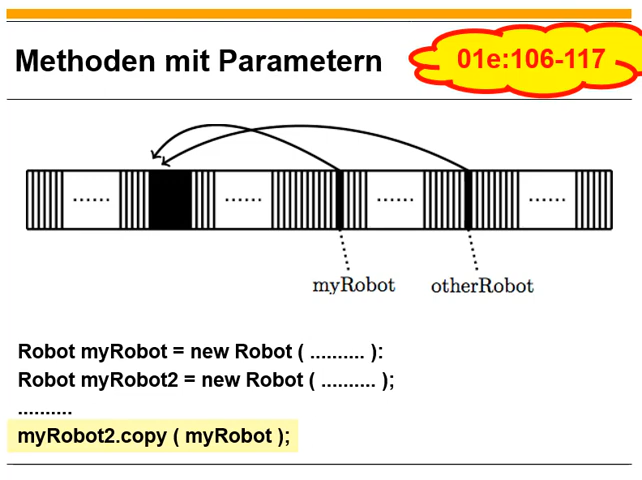 Methoden mit Parametern
01e:106-117
...... ...... ...... ......
myRobot otherRobot
Robot myRobot = new Robot ( .......... ):
Robot myRobot2 = new Robot ( .......... );
..........
myRobot2.copy ( myRobot );